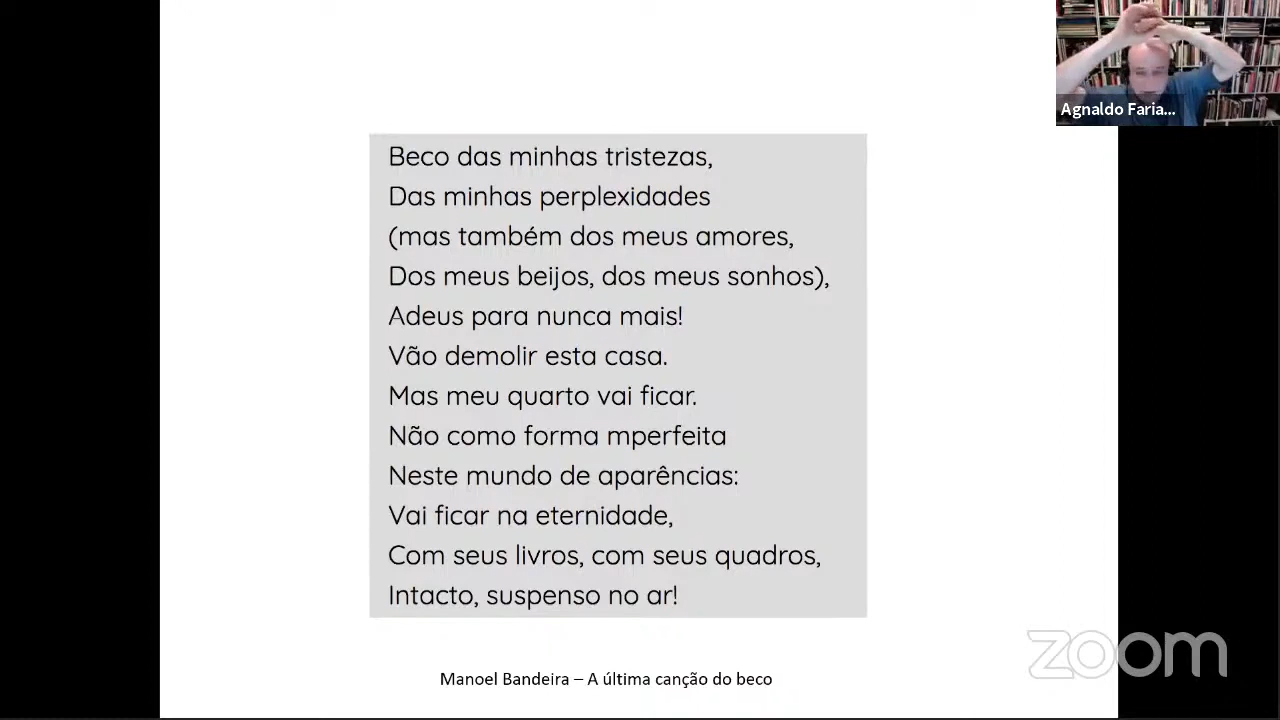 Agnaldo Faria...
Beco das minhas tristezas,
Das minhas perplexidades
(mas também dos meus amores,
Dos meus beijos, dos meus sonhos),
Adeus para nunca mais!
Vão demolir esta casa.
Mas meu quarto vai ficar.
Não como forma mperfeita
Neste mundo de aparências:
Vai ficar na eternidade,
Com seus livros, com seus quadros,
Intacto, suspenso no ar!
zoom
Manoel Bandeira – A última canção do beco